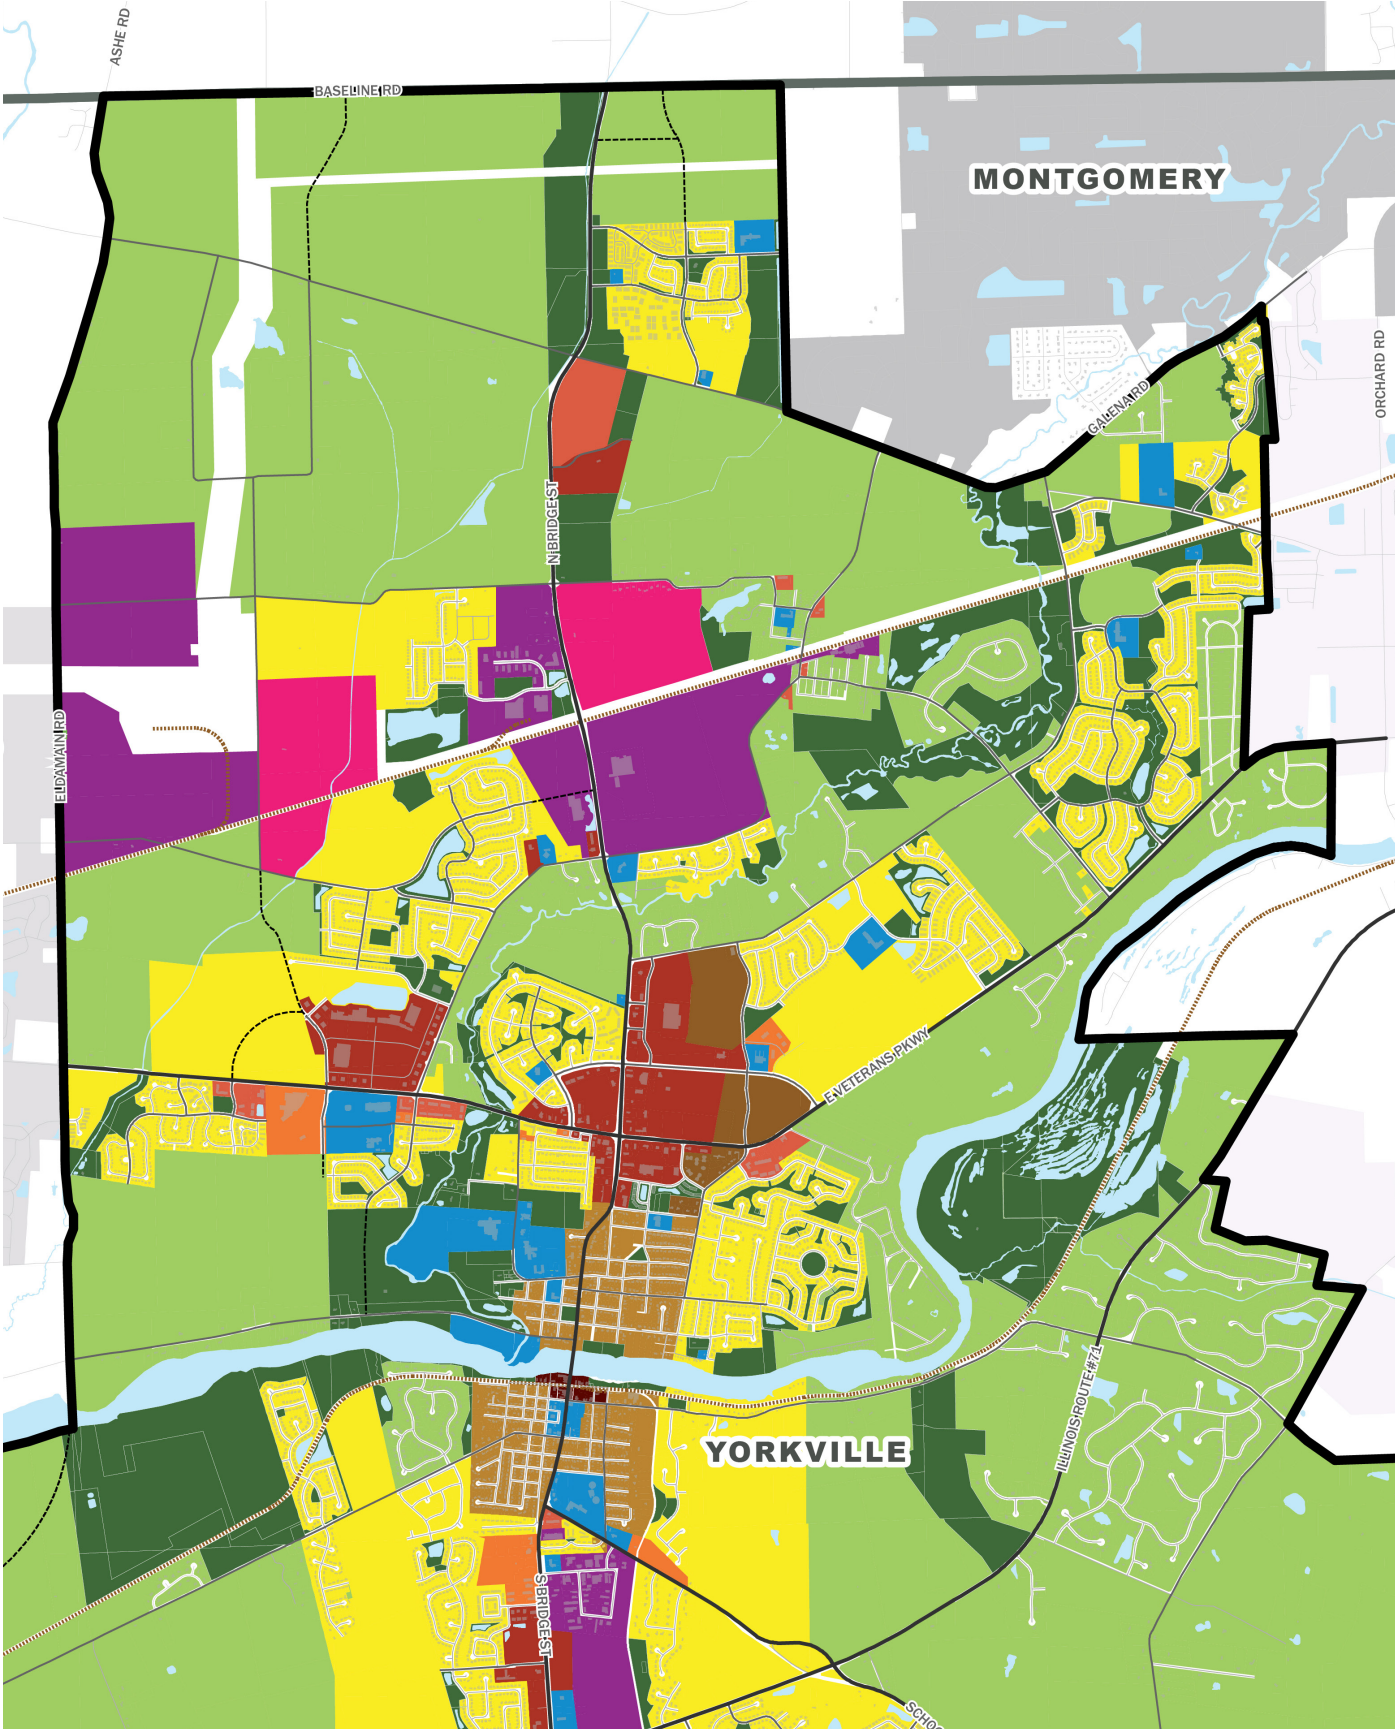 ASHE RD
BASELINE RD
MONTGOMERY
ORCHARD RD
GALENA RD
N BRIDGE ST
ELDAMAIN RD
E VETERANS PKWY
ILLINOIS ROUTE #71
YORKVILLE
S BRIDGE ST
SCHOO